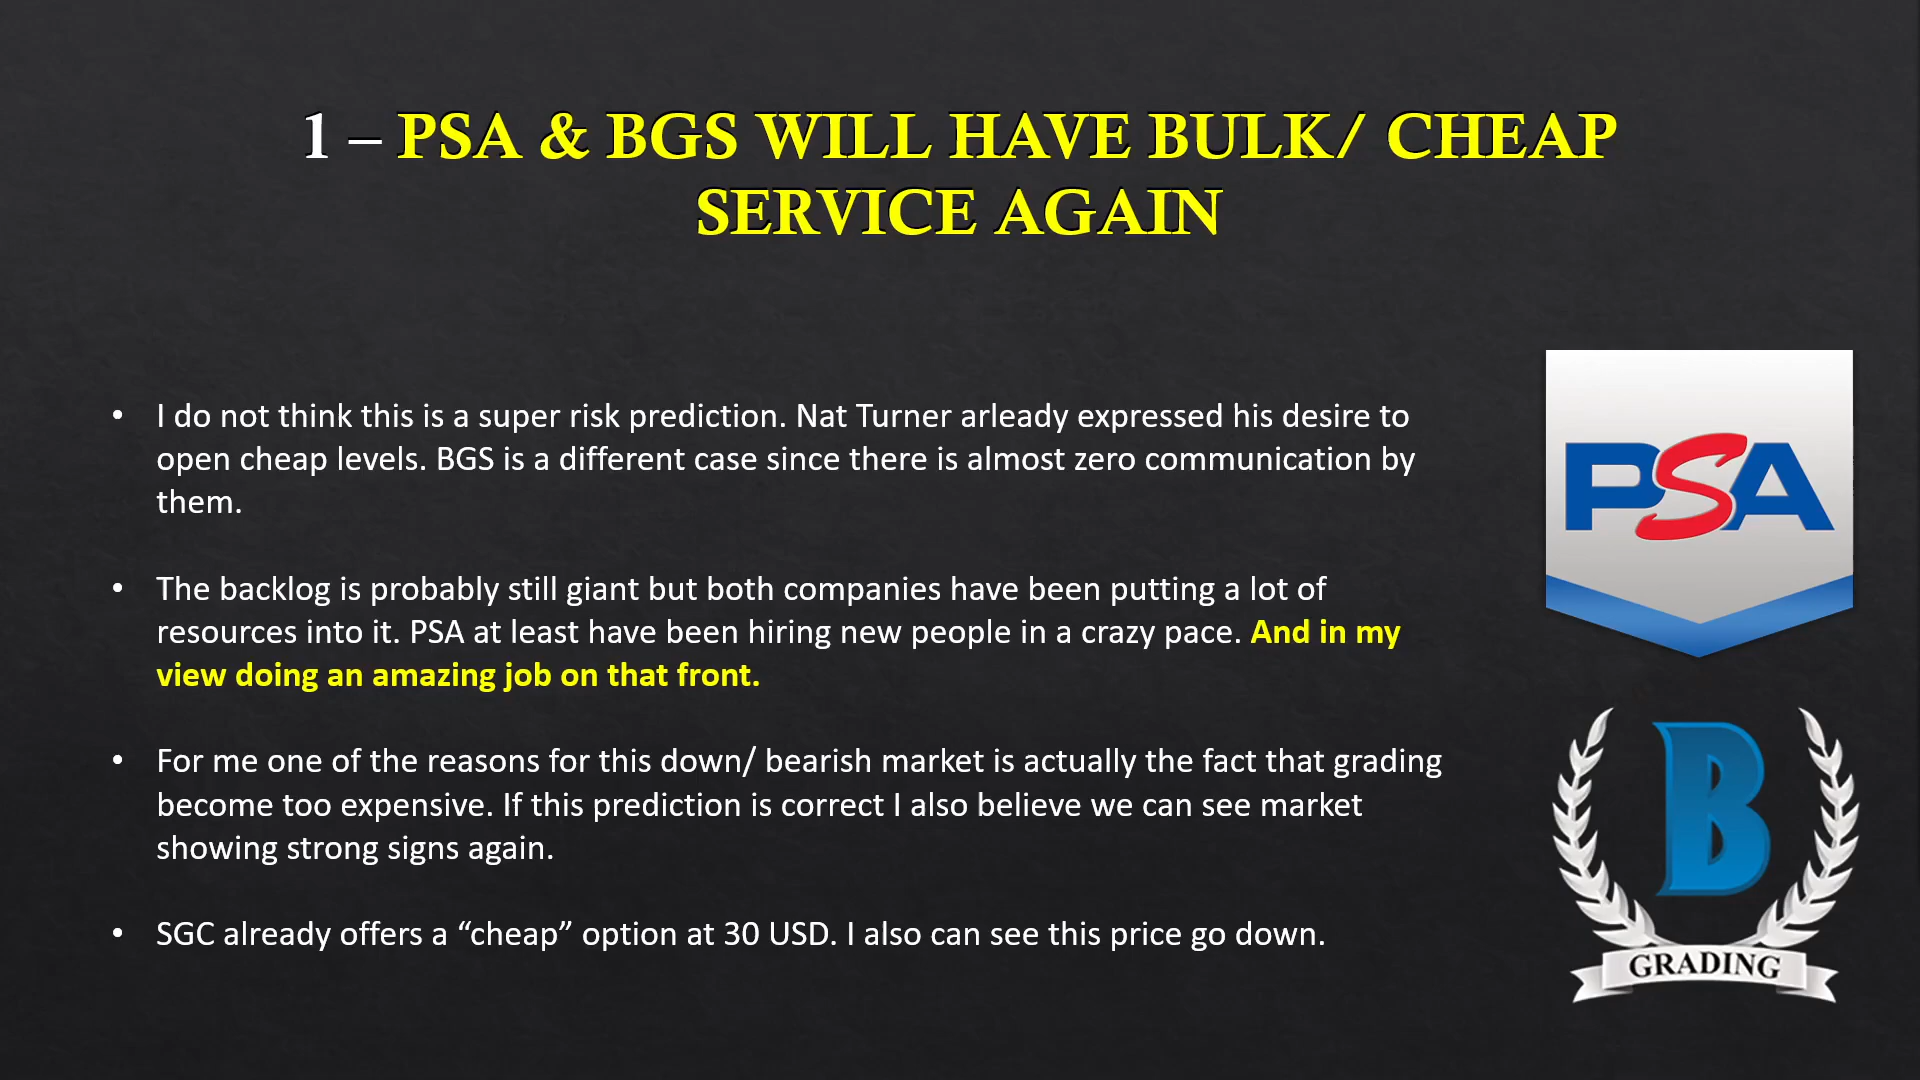 1 – PSA & BGS WILL HAVE BULK/ CHEAP
SERVICE AGAIN
• I do not think this is a super risk prediction. Nat Turner arleady expressed his desire to
open cheap levels. BGS is a different case since there is almost zero communication by
them.
• The backlog is probably still giant but both companies have been putting a lot of
resources into it. PSA at least have been hiring new people in a crazy pace. And in my
view doing an amazing job on that front.
• For me one of the reasons for this down/ bearish market is actually the fact that grading
become too expensive. If this prediction is correct I also believe we can see market
showing strong signs again.
• SGC already offers a “cheap” option at 30 USD. I also can see this price go down.
PSA
B
GRADING